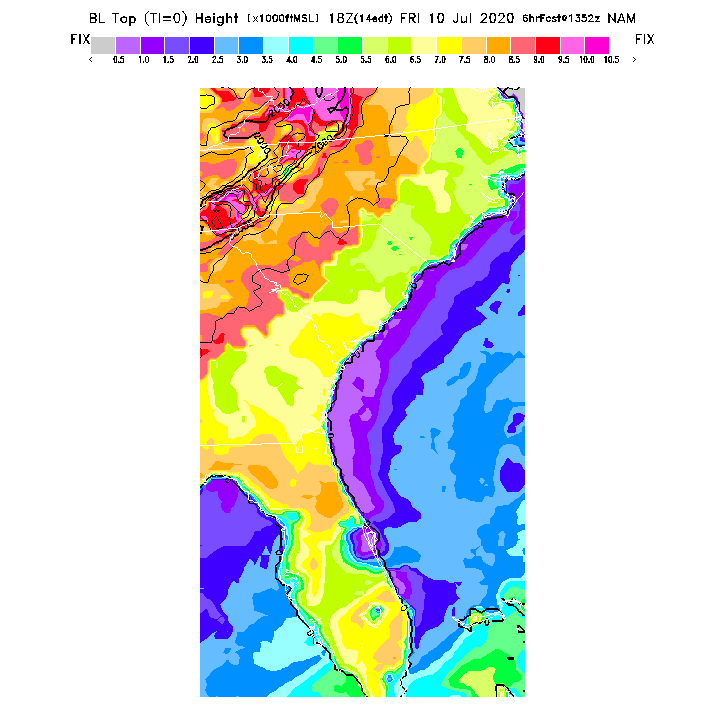 BL Top (TI=0) Height [x1000ftMSL] 18Z(14edt) FRI 10 Jul 2020 6hrFcst@1352z NAM
FIX FIX
< 0.5 1.0 1.5 2.0 2.5 3.0 3.5 4.0 4.5 5.0 5.5 6.0 6.5 7.0 7.5 8.0 8.5 9.0 9.5 10.0 10.5 >
2050
2050
2050